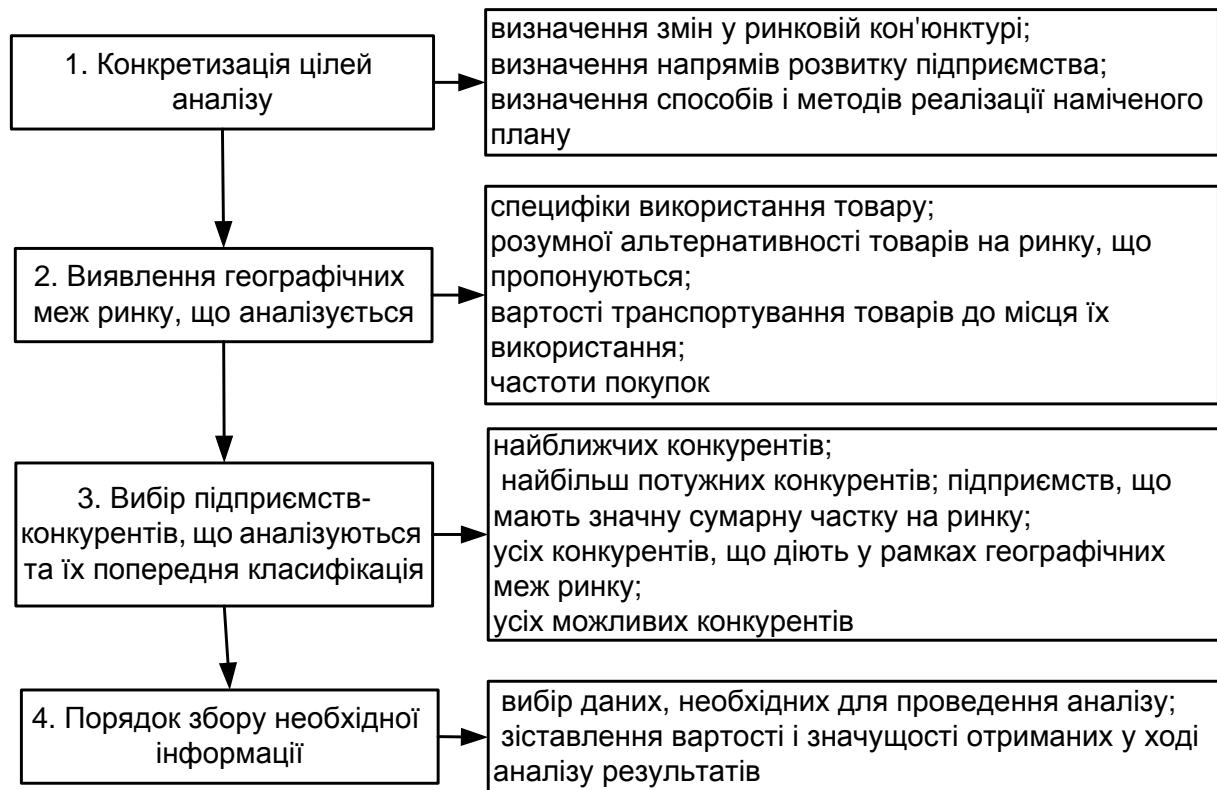 1. Конкретизація цілей
аналізу
визначення змін у ринковій кон'юнктурі;
визначення напрямів розвитку підприємства;
визначення способів і методів реалізації наміченого
плану
2. Виявлення географічних
меж ринку, що аналізується
специфіки використання товару;
розумної альтернативності товарів на ринку, що
пропонуються;
вартості транспортування товарів до місця їх
використання;
частоти покупок
3. Вибір підприємств-
конкурентів, що аналізуються
та їх попередня класифікація
найближчих конкурентів;
найбільш потужних конкурентів; підприємств, що
мають значну сумарну частку на ринку;
усіх конкурентів, що діють у рамках географічних
меж ринку;
усіх можливих конкурентів
4. Порядок збору необхідної
інформації
вибір даних, необхідних для проведення аналізу;
зіставлення вартості і значущості отриманих у ході
аналізу результатів